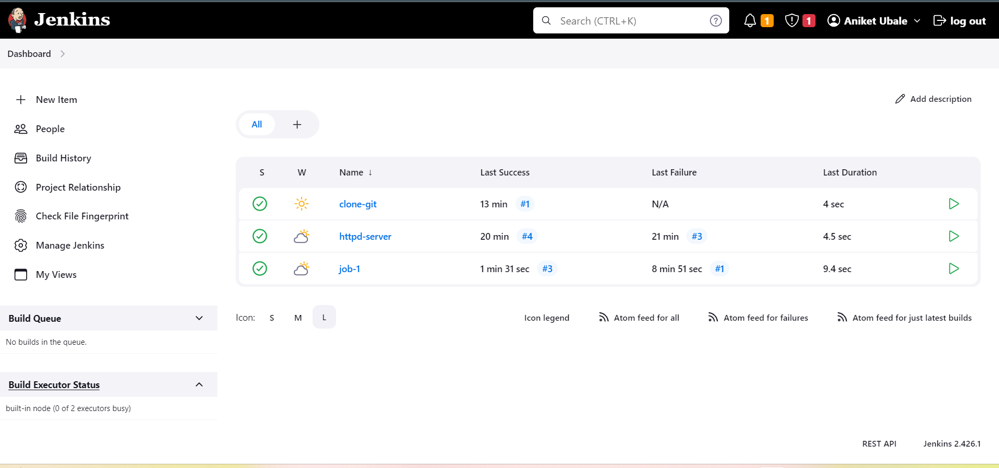 Jenkins
Search (CTRL+K)
1
1
Aniket Ubale
log out
Dashboard
New Item
People
Build History
Project Relationship
Check File Fingerprint
Manage Jenkins
My Views
Build Queue
No builds in the queue.
Build Executor Status
built-in node (0 of 2 executors busy)
Add description
All +
S W Name ↓ Last Success Last Failure Last Duration
clone-git 13 min #1 N/A 4 sec
httpd-server 20 min #4 21 min #3 4.5 sec
job-1 1 min 31 sec #3 8 min 51 sec #1 9.4 sec
Icon: S M L
Icon legend
Atom feed for all
Atom feed for failures
Atom feed for just latest builds
REST API
Jenkins 2.426.1